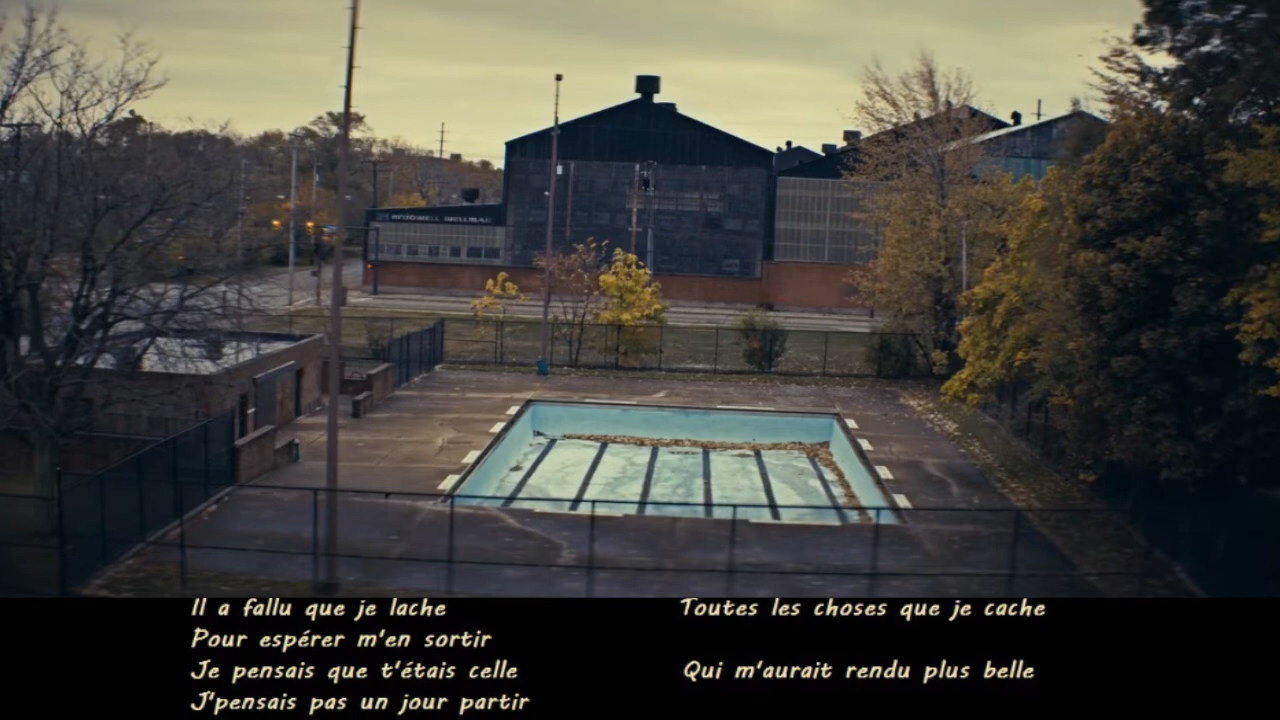 Il a fallu que je lache
Toutes les choses que je cache
Pour espérer m'en sortir
Je pensais que t'étais celle
Qui m'aurait rendu plus belle
J'pensais pas un jour partir